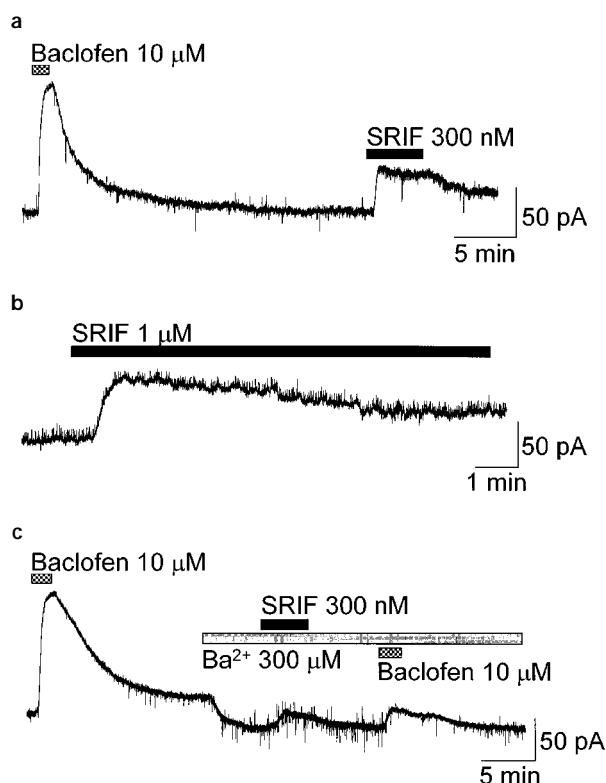 a
Baclofen 10 μM
SRIF 300 nM
50 pA
5 min
b
SRIF 1 μM
50 pA
1 min
c
Baclofen 10 μM
SRIF 300 nM
Ba²⁺ 300 μM
Baclofen 10 μM
50 pA
5 min